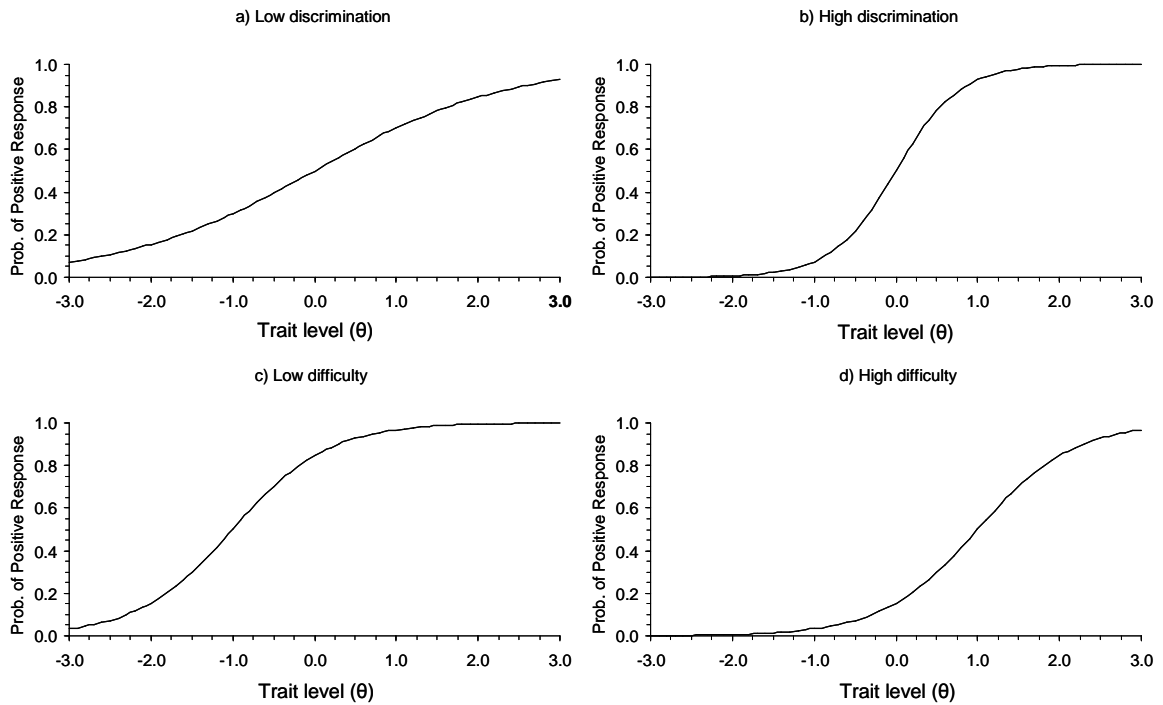 a) Low discrimination
Prob. of Positive Response
1.0
0.8
0.6
0.4
0.2
0.0
-3.0 -2.0 -1.0 0.0 1.0 2.0 3.0
Trait level (θ)
b) High discrimination
Prob. of Positive Response
1.0
0.8
0.6
0.4
0.2
0.0
-3.0 -2.0 -1.0 0.0 1.0 2.0 3.0
Trait level (θ)
c) Low difficulty
Prob. of Positive Response
1.0
0.8
0.6
0.4
0.2
0.0
-3.0 -2.0 -1.0 0.0 1.0 2.0 3.0
Trait level (θ)
d) High difficulty
Prob. of Positive Response
1.0
0.8
0.6
0.4
0.2
0.0
-3.0 -2.0 -1.0 0.0 1.0 2.0 3.0
Trait level (θ)